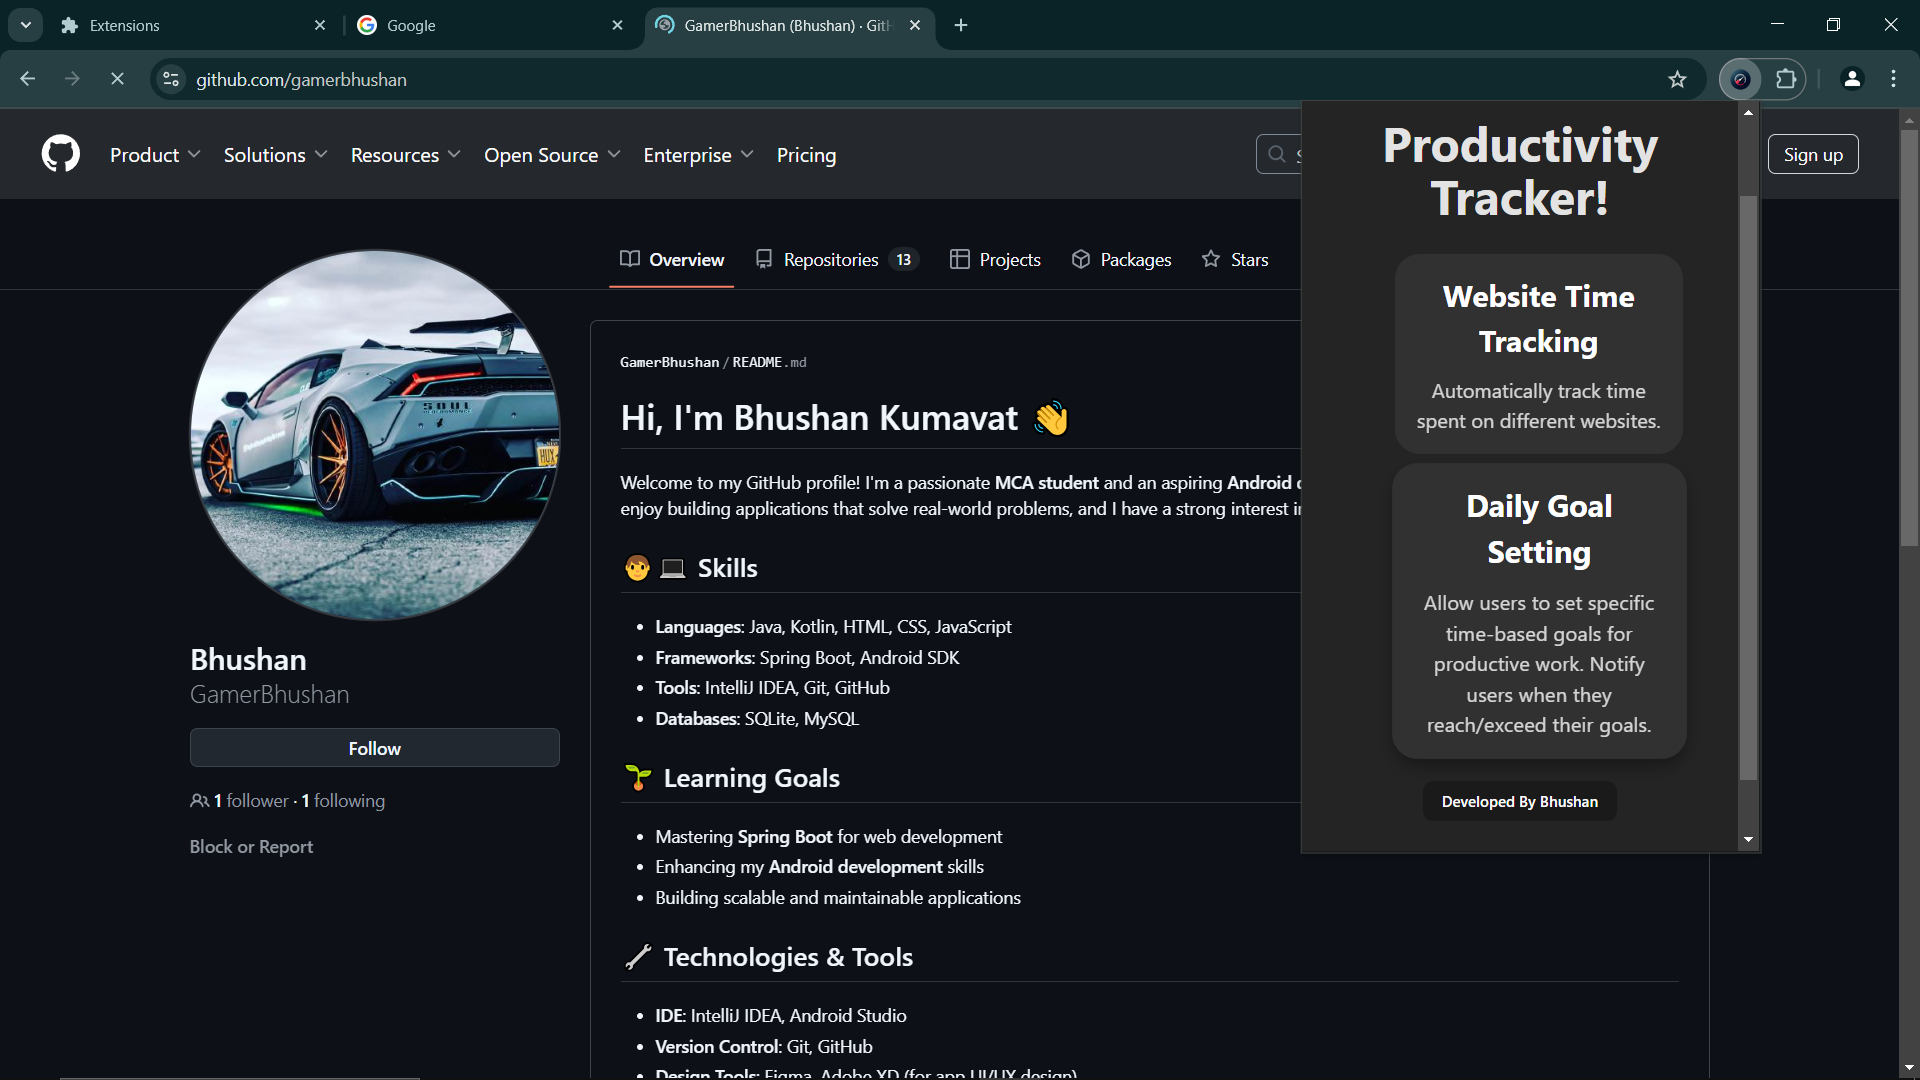 Extensions
Google
GamerBhushan (Bhushan) · GitH
github.com/gamerbhushan
Product
Solutions
Resources
Open Source
Enterprise
Pricing
Sign up
Overview
Repositories 13
Projects
Packages
Stars
GamerBhushan / README.md
Hi, I'm Bhushan Kumavat
Welcome to my GitHub profile! I'm a passionate MCA student and an aspiring Android
enjoy building applications that solve real-world problems, and I have a strong interest
Skills
Languages: Java, Kotlin, HTML, CSS, JavaScript
Frameworks: Spring Boot, Android SDK
Tools: IntelliJ IDEA, Git, GitHub
Databases: SQLite, MySQL
Learning Goals
Mastering Spring Boot for web development
Enhancing my Android development skills
Building scalable and maintainable applications
Technologies & Tools
IDE: IntelliJ IDEA, Android Studio
Version Control: Git, GitHub
Design Tools: Figma, Adobe XD (for app UI/UX design)
Bhushan
GamerBhushan
Follow
1 follower · 1 following
Block or Report
SOUL
HUX
Productivity
Tracker!
Website Time
Tracking
Automatically track time
spent on different websites.
Daily Goal
Setting
Allow users to set specific
time-based goals for
productive work. Notify
users when they
reach/exceed their goals.
Developed By Bhushan